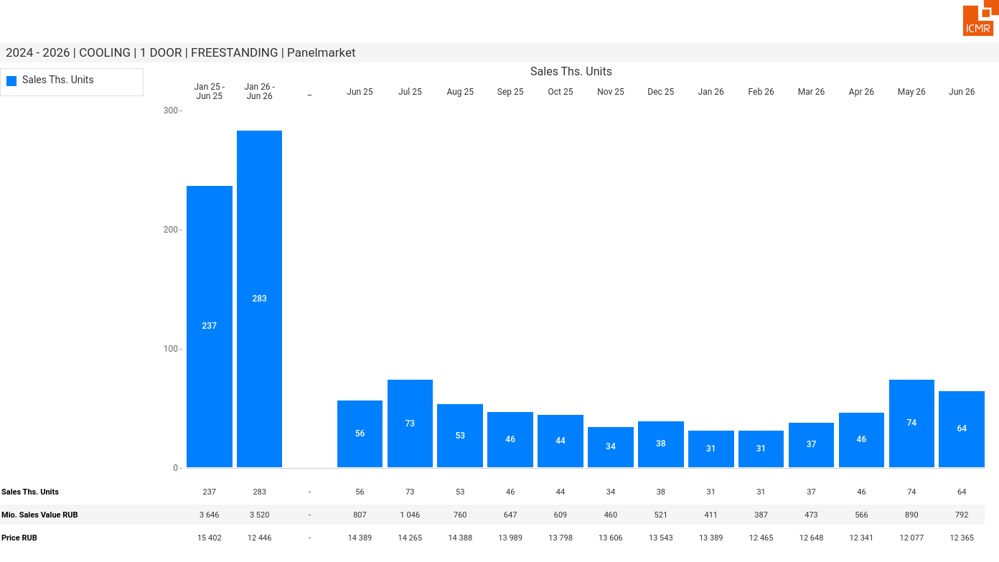 ICMR
2024 - 2026 | COOLING | 1 DOOR | FREESTANDING | Panelmarket
Sales Ths. Units
Sales Ths. Units
Jan 25 - Jun 25 Jan 26 - Jun 26 – Jun 25 Jul 25 Aug 25 Sep 25 Oct 25 Nov 25 Dec 25 Jan 26 Feb 26 Mar 26 Apr 26 May 26 Jun 26
300
200
100
0
237 283 56 73 53 46 44 34 38 31 31 37 46 74 64
Sales Ths. Units 237 283 - 56 73 53 46 44 34 38 31 31 37 46 74 64
Mio. Sales Value RUB 3 646 3 520 - 807 1 046 760 647 609 460 521 411 387 473 566 890 792
Price RUB 15 402 12 446 - 14 389 14 265 14 388 13 989 13 798 13 606 13 543 13 389 12 465 12 648 12 341 12 077 12 365